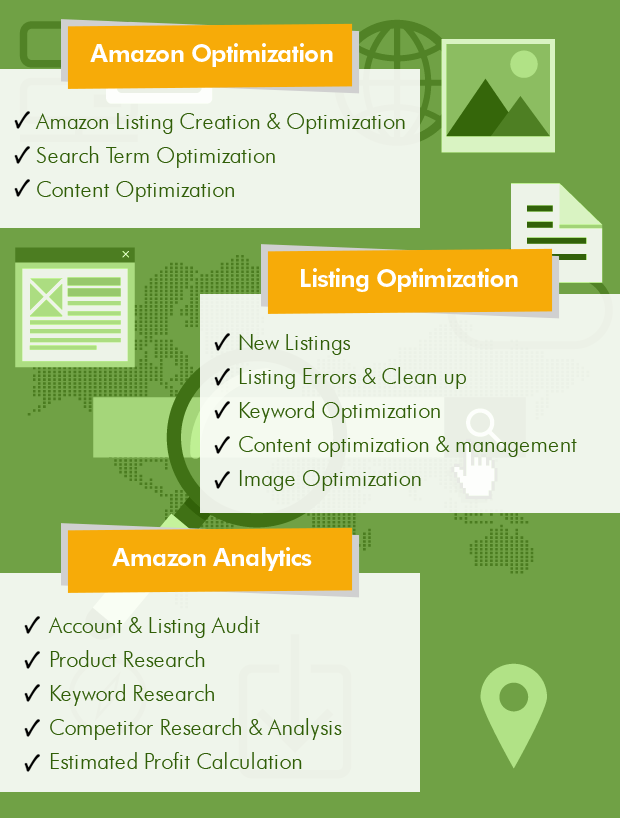 Amazon Optimization
✓ Amazon Listing Creation & Optimization
✓ Search Term Optimization
✓ Content Optimization
Listing Optimization
✓ New Listings
✓ Listing Errors & Clean up
✓ Keyword Optimization
✓ Content optimization & management
✓ Image Optimization
Amazon Analytics
✓ Account & Listing Audit
✓ Product Research
✓ Keyword Research
✓ Competitor Research & Analysis
✓ Estimated Profit Calculation